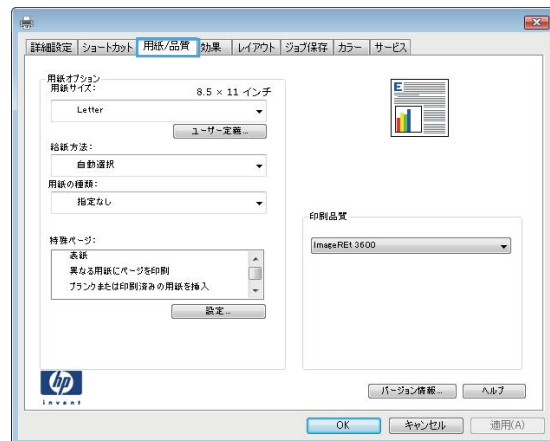 詳細設定 ショートカット 用紙/品質 効果 レイアウト ジョブ保存 カラー サービス
用紙オプション
用紙サイズ: 8.5 × 11 インチ
Letter
ユーザー定義...
給紙方法:
自動選択
用紙の種類:
指定なし
特殊ページ:
表紙
異なる用紙にページを印刷
ブランクまたは印刷済みの用紙を挿入
設定...
E
印刷品質
ImageREt 3600
hp
invent
バージョン情報... ヘルプ
OK キャンセル 適用(A)